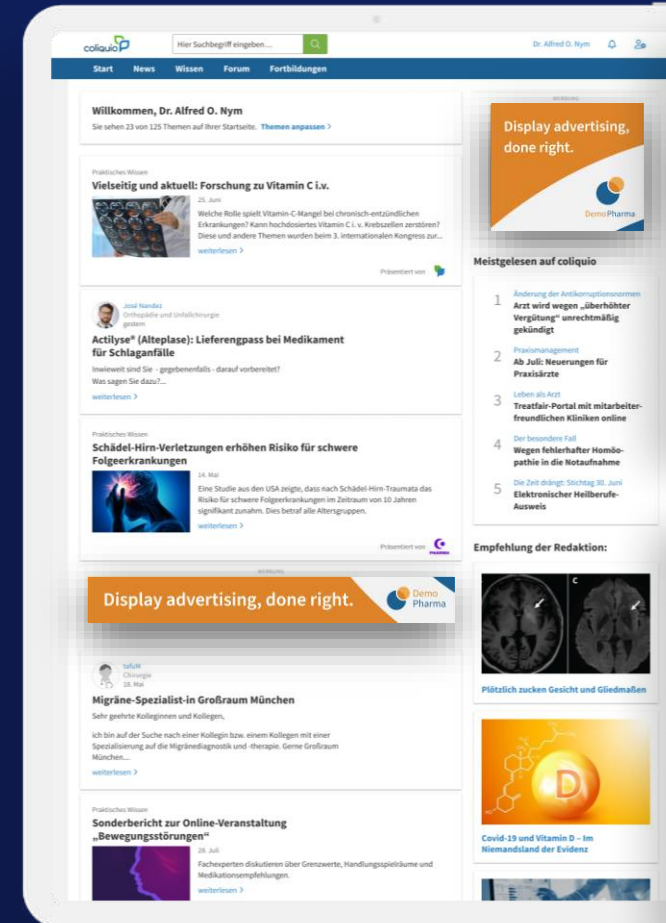 coliquio
Hier Suchbegriff eingeben...
Dr. Alfred O. Nym
Start News Wissen Forum Fortbildungen
Willkommen, Dr. Alfred O. Nym
Sie sehen 23 von 125 Themen auf Ihrer Startseite. Themen anpassen >
Praktisches Wissen
Vielseitig und aktuell: Forschung zu Vitamin C i.v.
25. Juni
Welche Rolle spielt Vitamin-C-Mangel bei chronisch-entzündlichen
Erkrankungen? Kann hochdosiertes Vitamin C i. v. Krebszellen zerstören?
Diese und andere Themen wurden beim 3. internationalen Kongress zur...
weiterlesen >
Präsentiert von
José Nandez
Orthopädie und Unfallchirurgie
gestern
Actilyse® (Alteplase): Lieferengpass bei Medikament
für Schlaganfälle
Inwieweit sind Sie - gegebenenfalls - darauf vorbereitet?
Was sagen Sie dazu?...
weiterlesen >
Praktisches Wissen
Schädel-Hirn-Verletzungen erhöhen Risiko für schwere
Folgeerkrankungen
14. Mai
Eine Studie aus den USA zeigte, dass nach Schädel-Hirn-Traumata das
Risiko für schwere Folgeerkrankungen im Zeitraum von 10 Jahren
signifikant zunahm. Dies betraf alle Altersgruppen.
weiterlesen >
Präsentiert von
PHARMA
WERBUNG
Display advertising, done right.
Demo
Pharma
tafuM
Chirurgie
18. Mai
Migräne-Spezialist-in Großraum München
Sehr geehrte Kolleginnen und Kollegen,
ich bin auf der Suche nach einer Kollegin bzw. einem Kollegen mit einer
Spezialisierung auf die Migränediagnostik und -therapie. Gerne Großraum
München...
weiterlesen >
Praktisches Wissen
Sonderbericht zur Online-Veranstaltung
„Bewegungsstörungen“
28. Juli
Fachexperten diskutieren über Grenzwerte, Handlungsspielräume und
Medikationsempfehlungen.
weiterlesen >
WERBUNG
Display advertising,
done right.
Demo Pharma
Meistgelesen auf coliquio
1 Änderung der Antikorruptionsnormen
Arzt wird wegen „überhöhter
Vergütung“ unrechtmäßig
gekündigt
2 Praxismanagement
Ab Juli: Neuerungen für
Praxisärzte
3 Leben als Arzt
Treatfair-Portal mit mitarbeiter-
freundlichen Kliniken online
4 Der besondere Fall
Wegen fehlerhafter Homöo-
pathie in die Notaufnahme
5 Die Zeit drängt: Stichtag 30. Juni
Elektronischer Heilberufe-
Ausweis
Empfehlung der Redaktion:
C
Plötzlich zucken Gesicht und Gliedmaßen
D
Covid-19 und Vitamin D – Im
Niemandsland der Evidenz